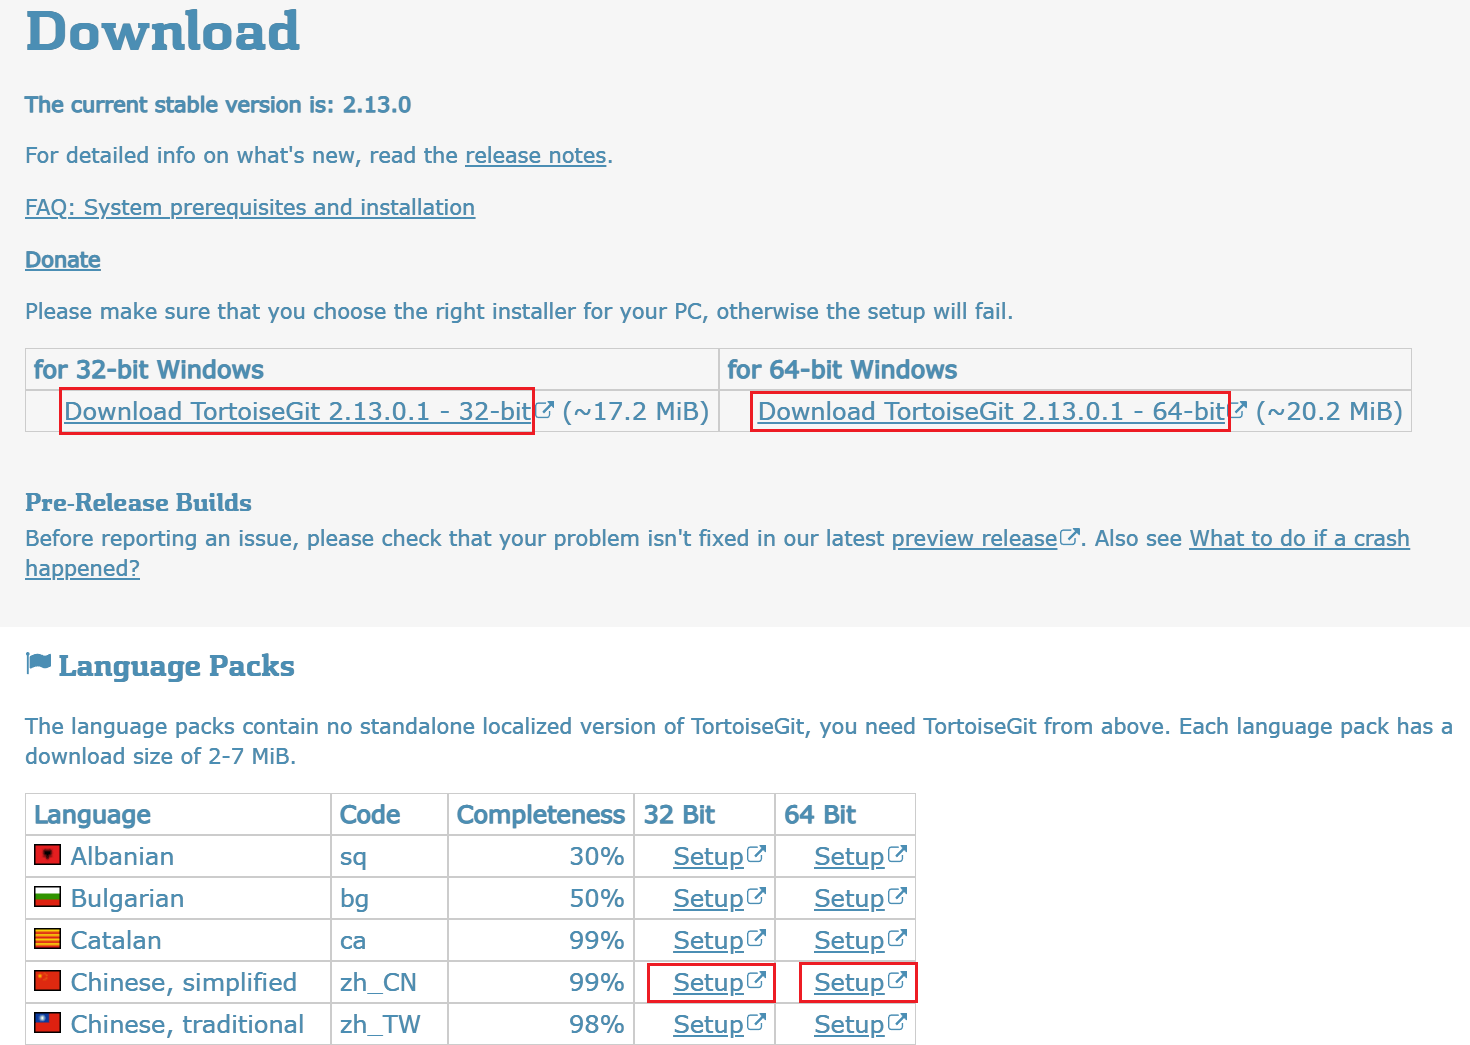 Download
The current stable version is: 2.13.0
For detailed info on what's new, read the release notes.
FAQ: System prerequisites and installation
Donate
Please make sure that you choose the right installer for your PC, otherwise the setup will fail.
for 32-bit Windows for 64-bit Windows
Download TortoiseGit 2.13.0.1 - 32-bit (~17.2 MiB) Download TortoiseGit 2.13.0.1 - 64-bit (~20.2 MiB)
Pre-Release Builds
Before reporting an issue, please check that your problem isn't fixed in our latest preview release. Also see What to do if a crash
happened?
Language Packs
The language packs contain no standalone localized version of TortoiseGit, you need TortoiseGit from above. Each language pack has a
download size of 2-7 MiB.
Language Code Completeness 32 Bit 64 Bit
Albanian sq 30% Setup Setup
Bulgarian bg 50% Setup Setup
Catalan ca 99% Setup Setup
Chinese, simplified zh_CN 99% Setup Setup
Chinese, traditional zh_TW 98% Setup Setup